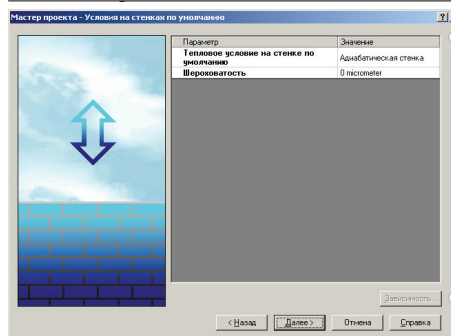 Мастер проекта - Условия на стенках по умолчанию
?
Параметр Значение
Тепловое условие на стенке по умолчанию Адиабатическая стенка
Шероховатость 0 micrometer
Зависимость...
< Назад Далее > Отмена Справка